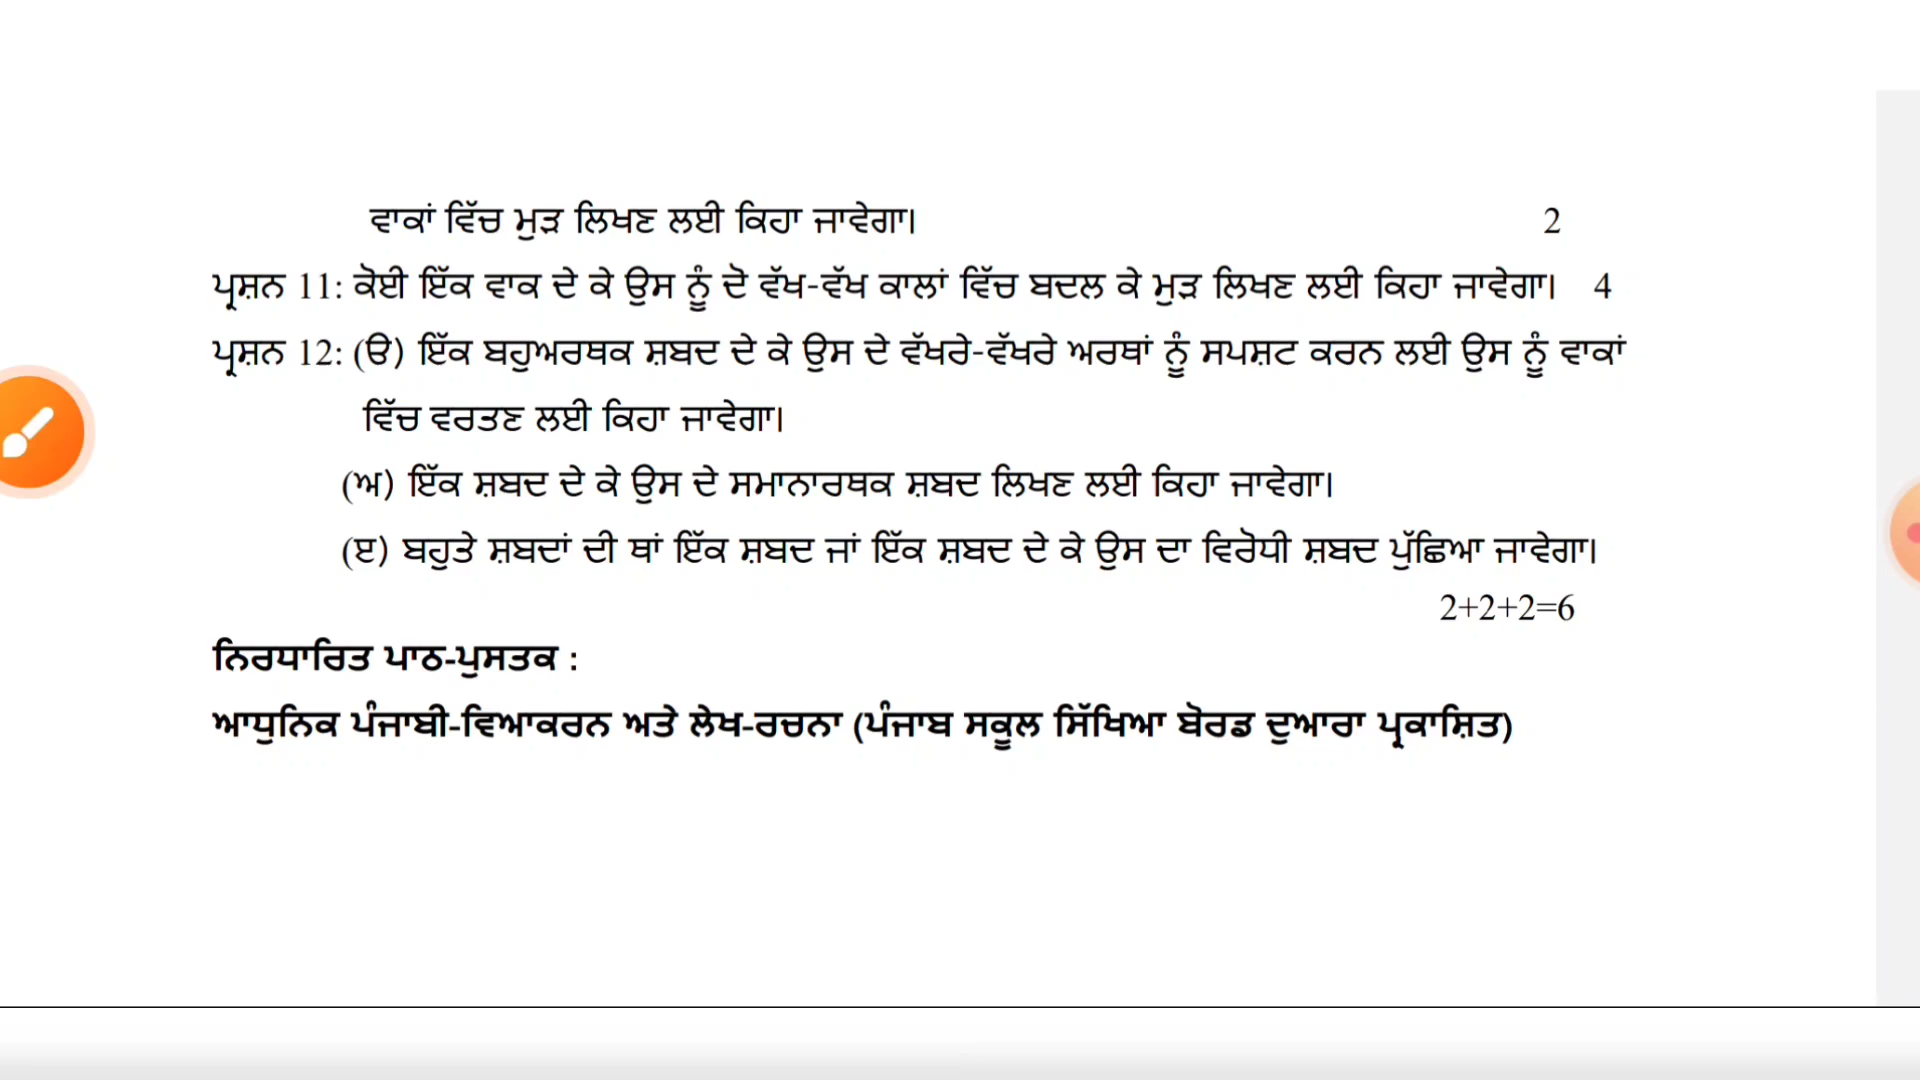 ਵਾਕਾਂ ਵਿੱਚ ਮੁੜ ਲਿਖਣ ਲਈ ਕਿਹਾ ਜਾਵੇਗਾ। 2
ਪ੍ਰਸ਼ਨ 11: ਕੋਈ ਇੱਕ ਵਾਕ ਦੇ ਕੇ ਉਸ ਨੂੰ ਦੋ ਵੱਖ-ਵੱਖ ਕਾਲਾਂ ਵਿੱਚ ਬਦਲ ਕੇ ਮੁੜ ਲਿਖਣ ਲਈ ਕਿਹਾ ਜਾਵੇਗਾ। 4
ਪ੍ਰਸ਼ਨ 12: (ੳ) ਇੱਕ ਬਹੁਅਰਥਕ ਸ਼ਬਦ ਦੇ ਕੇ ਉਸ ਦੇ ਵੱਖਰੇ-ਵੱਖਰੇ ਅਰਥਾਂ ਨੂੰ ਸਪਸ਼ਟ ਕਰਨ ਲਈ ਉਸ ਨੂੰ ਵਾਕਾਂ
ਵਿੱਚ ਵਰਤਣ ਲਈ ਕਿਹਾ ਜਾਵੇਗਾ।
(ਅ) ਇੱਕ ਸ਼ਬਦ ਦੇ ਕੇ ਉਸ ਦੇ ਸਮਾਨਾਰਥਕ ਸ਼ਬਦ ਲਿਖਣ ਲਈ ਕਿਹਾ ਜਾਵੇਗਾ।
(ੲ) ਬਹੁਤੇ ਸ਼ਬਦਾਂ ਦੀ ਥਾਂ ਇੱਕ ਸ਼ਬਦ ਜਾਂ ਇੱਕ ਸ਼ਬਦ ਦੇ ਕੇ ਉਸ ਦਾ ਵਿਰੋਧੀ ਸ਼ਬਦ ਪੁੱਛਿਆ ਜਾਵੇਗਾ।
2+2+2=6
ਨਿਰਧਾਰਿਤ ਪਾਠ-ਪੁਸਤਕ :
ਆਧੁਨਿਕ ਪੰਜਾਬੀ-ਵਿਆਕਰਨ ਅਤੇ ਲੇਖ-ਰਚਨਾ (ਪੰਜਾਬ ਸਕੂਲ ਸਿੱਖਿਆ ਬੋਰਡ ਦੁਆਰਾ ਪ੍ਰਕਾਸ਼ਿਤ)